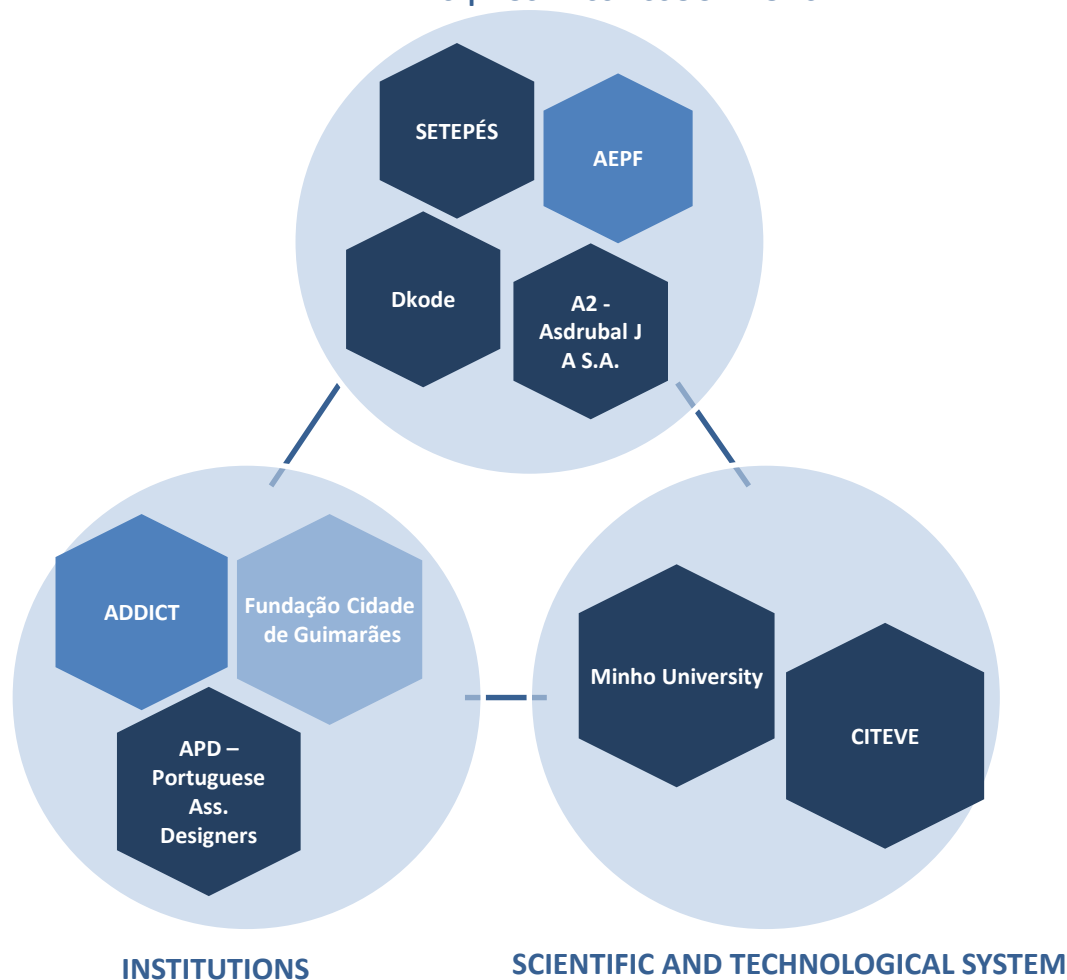 SETEPÉS
AEPF
Dkode
A2 -
Asdrubal J
A S.A.
ADDICT
Fundação Cidade
de Guimarães
APD –
Portuguese
Ass.
Designers
Minho University
CITEVE
INSTITUTIONS
SCIENTIFIC AND TECHNOLOGICAL SYSTEM